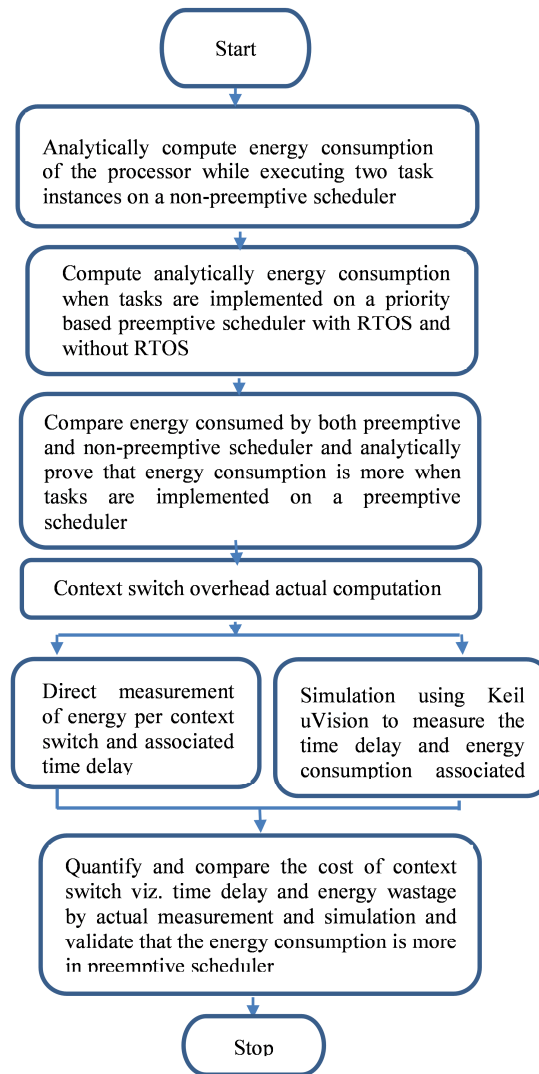 Start
Analytically compute energy consumption
of the processor while executing two task
instances on a non-preemptive scheduler
Compute analytically energy consumption
when tasks are implemented on a priority
based preemptive scheduler with RTOS and
without RTOS
Compare energy consumed by both preemptive
and non-preemptive scheduler and analytically
prove that energy consumption is more when
tasks are implemented on a preemptive
scheduler
Context switch overhead actual computation
Direct measurement
of energy per context
switch and associated
time delay
Simulation using Keil
uVision to measure the
time delay and energy
consumption associated
Quantify and compare the cost of context
switch viz. time delay and energy wastage
by actual measurement and simulation and
validate that the energy consumption is more
in preemptive scheduler
Stop